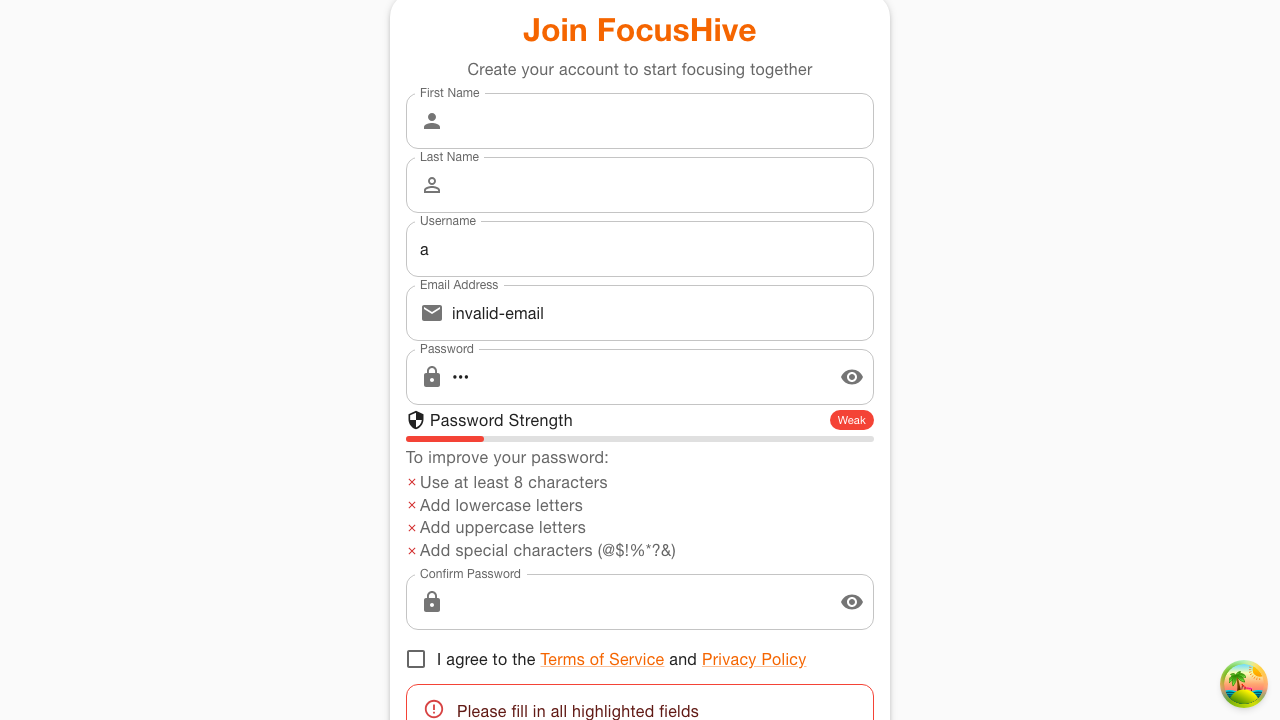 Join FocusHive
Create your account to start focusing together
First Name
Last Name
Username
a
Email Address
invalid-email
Password
•••
Password Strength
Weak
To improve your password:
× Use at least 8 characters
× Add lowercase letters
× Add uppercase letters
× Add special characters (@$!%*?&)
Confirm Password
I agree to the Terms of Service and Privacy Policy
Please fill in all highlighted fields